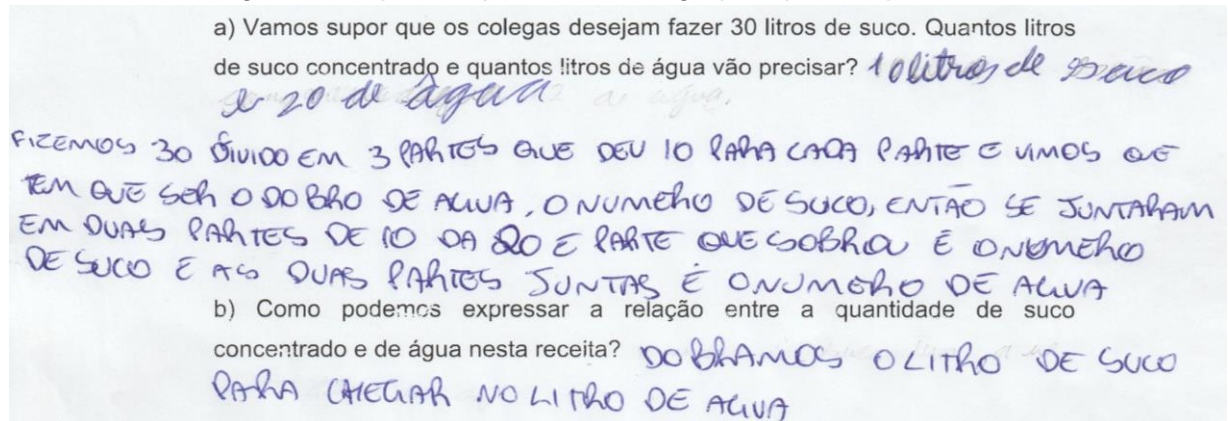 a) Vamos supor que os colegas desejam fazer 30 litros de suco. Quantos litros
de suco concentrado e quantos litros de água vão precisar? 10 litros de suco
e 20 de água
FIZEMOS 30 DIVIDO EM 3 PARTES QUE DEU 10 PARA CADA PARTE E VIMOS QUE
TEM QUE SER O DOBRO DE AGUA, O NUMERO DE SUCO, ENTÃO SE JUNTARAM
EM DUAS PARTES DE 10 DA 20 E PARTE QUE SOBROU É O NUMERO
DE SUCO E AS DUAS PARTES JUNTAS É O NUMERO DE AGUA
b) Como podemos expressar a relação entre a quantidade de suco
concentrado e de água nesta receita? DOBRAMOS O LITRO DE SUCO
PARA CHEGAR NO LITRO DE AGUA